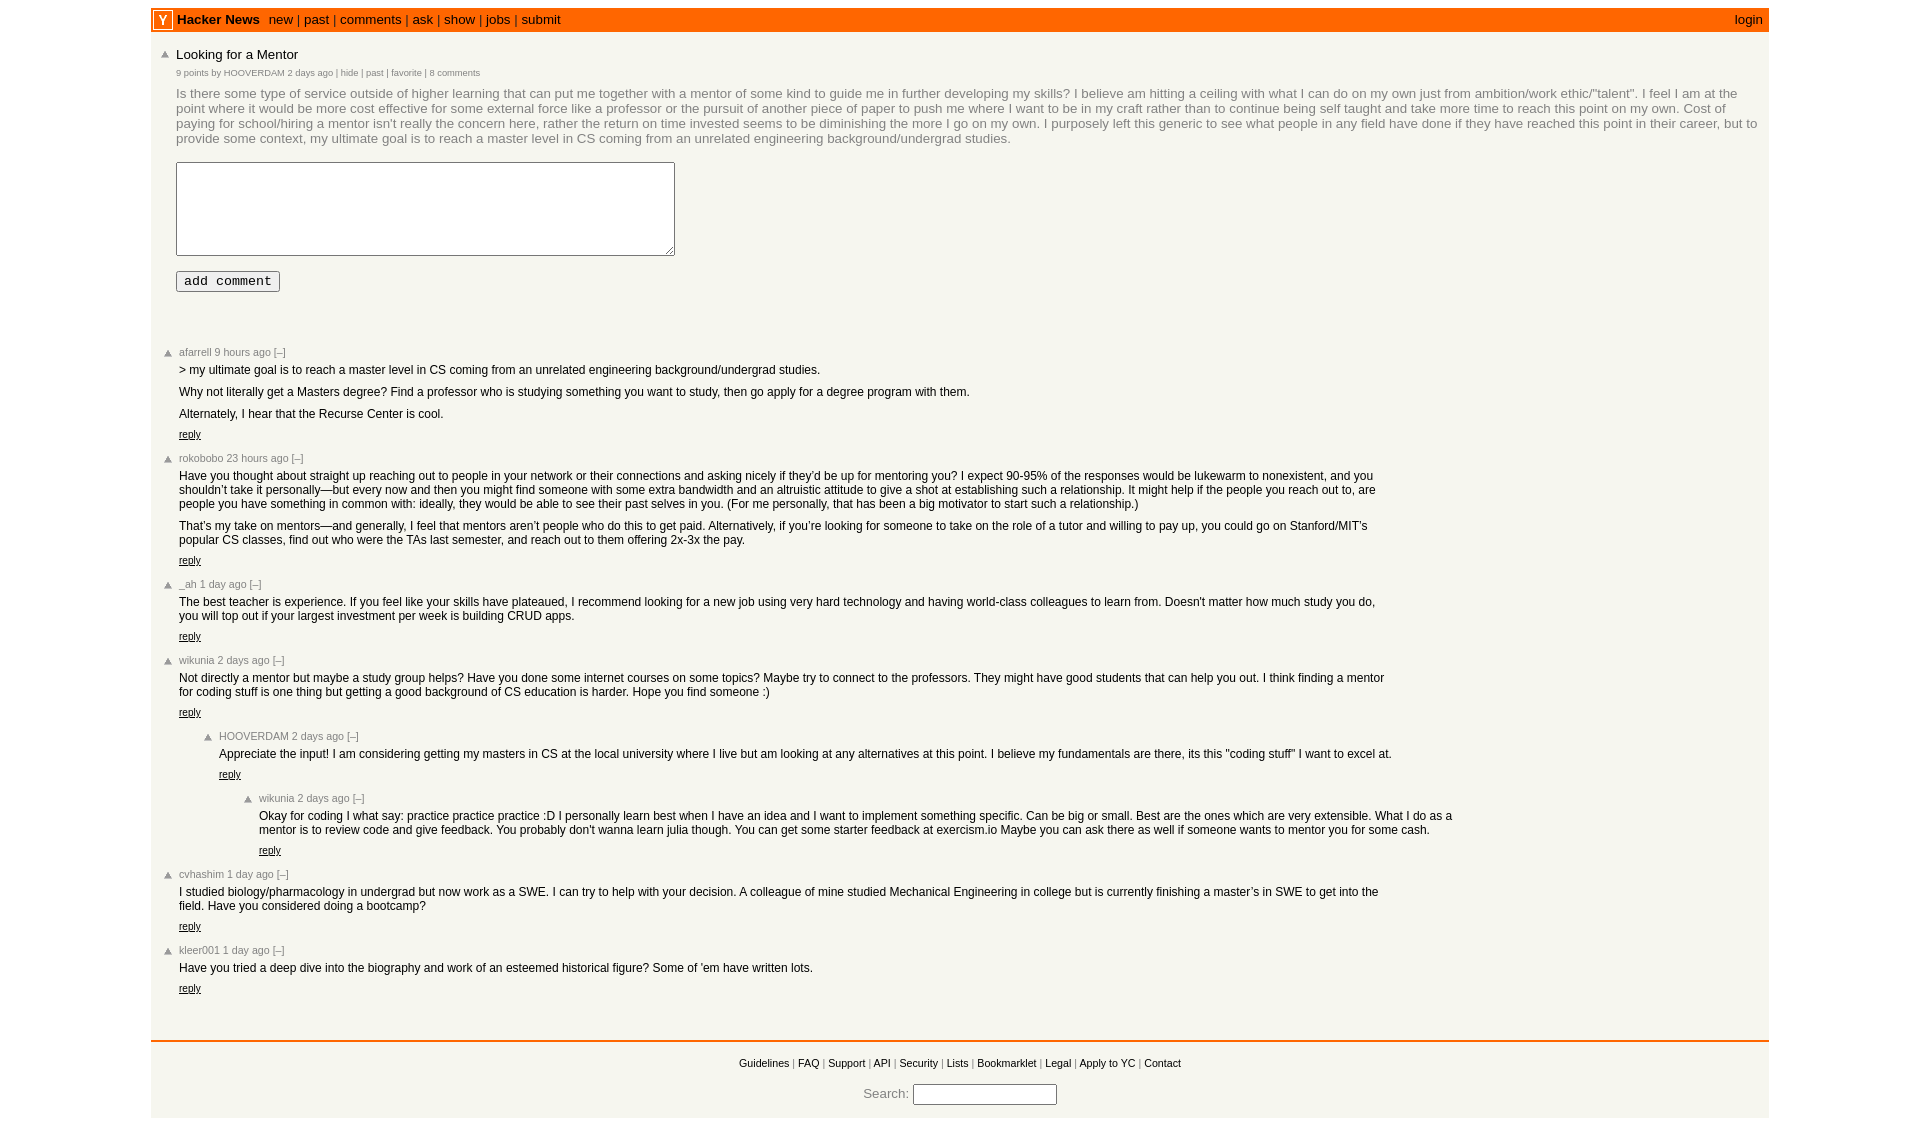 Y Hacker News new | past | comments | ask | show | jobs | submit login
Looking for a Mentor
9 points by HOOVERDAM 2 days ago | hide | past | favorite | 8 comments
Is there some type of service outside of higher learning that can put me together with a mentor of some kind to guide me in further developing my skills? I believe am hitting a ceiling with what I can do on my own just from ambition/work ethic/"talent". I feel I am at the
point where it would be more cost effective for some external force like a professor or the pursuit of another piece of paper to push me where I want to be in my craft rather than to continue being self taught and take more time to reach this point on my own. Cost of
paying for school/hiring a mentor isn't really the concern here, rather the return on time invested seems to be diminishing the more I go on my own. I purposely left this generic to see what people in any field have done if they have reached this point in their career, but to
provide some context, my ultimate goal is to reach a master level in CS coming from an unrelated engineering background/undergrad studies.
add comment
afarrell 9 hours ago [–]
> my ultimate goal is to reach a master level in CS coming from an unrelated engineering background/undergrad studies.
Why not literally get a Masters degree? Find a professor who is studying something you want to study, then go apply for a degree program with them.
Alternately, I hear that the Recurse Center is cool.
reply
rokobobo 23 hours ago [–]
Have you thought about straight up reaching out to people in your network or their connections and asking nicely if they’d be up for mentoring you? I expect 90-95% of the responses would be lukewarm to nonexistent, and you
shouldn’t take it personally—but every now and then you might find someone with some extra bandwidth and an altruistic attitude to give a shot at establishing such a relationship. It might help if the people you reach out to, are
people you have something in common with: ideally, they would be able to see their past selves in you. (For me personally, that has been a big motivator to start such a relationship.)
That’s my take on mentors—and generally, I feel that mentors aren’t people who do this to get paid. Alternatively, if you’re looking for someone to take on the role of a tutor and willing to pay up, you could go on Stanford/MIT’s
popular CS classes, find out who were the TAs last semester, and reach out to them offering 2x-3x the pay.
reply
_ah 1 day ago [–]
The best teacher is experience. If you feel like your skills have plateaued, I recommend looking for a new job using very hard technology and having world-class colleagues to learn from. Doesn't matter how much study you do,
you will top out if your largest investment per week is building CRUD apps.
reply
wikunia 2 days ago [–]
Not directly a mentor but maybe a study group helps? Have you done some internet courses on some topics? Maybe try to connect to the professors. They might have good students that can help you out. I think finding a mentor
for coding stuff is one thing but getting a good background of CS education is harder. Hope you find someone :)
reply
HOOVERDAM 2 days ago [–]
Appreciate the input! I am considering getting my masters in CS at the local university where I live but am looking at any alternatives at this point. I believe my fundamentals are there, its this "coding stuff" I want to excel at.
reply
wikunia 2 days ago [–]
Okay for coding I what say: practice practice practice :D I personally learn best when I have an idea and I want to implement something specific. Can be big or small. Best are the ones which are very extensible. What I do as a
mentor is to review code and give feedback. You probably don't wanna learn julia though. You can get some starter feedback at exercism.io Maybe you can ask there as well if someone wants to mentor you for some cash.
reply
cvhashim 1 day ago [–]
I studied biology/pharmacology in undergrad but now work as a SWE. I can try to help with your decision. A colleague of mine studied Mechanical Engineering in college but is currently finishing a master’s in SWE to get into the
field. Have you considered doing a bootcamp?
reply
kleer001 1 day ago [–]
Have you tried a deep dive into the biography and work of an esteemed historical figure? Some of 'em have written lots.
reply
Guidelines | FAQ | Support | API | Security | Lists | Bookmarklet | Legal | Apply to YC | Contact
Search: